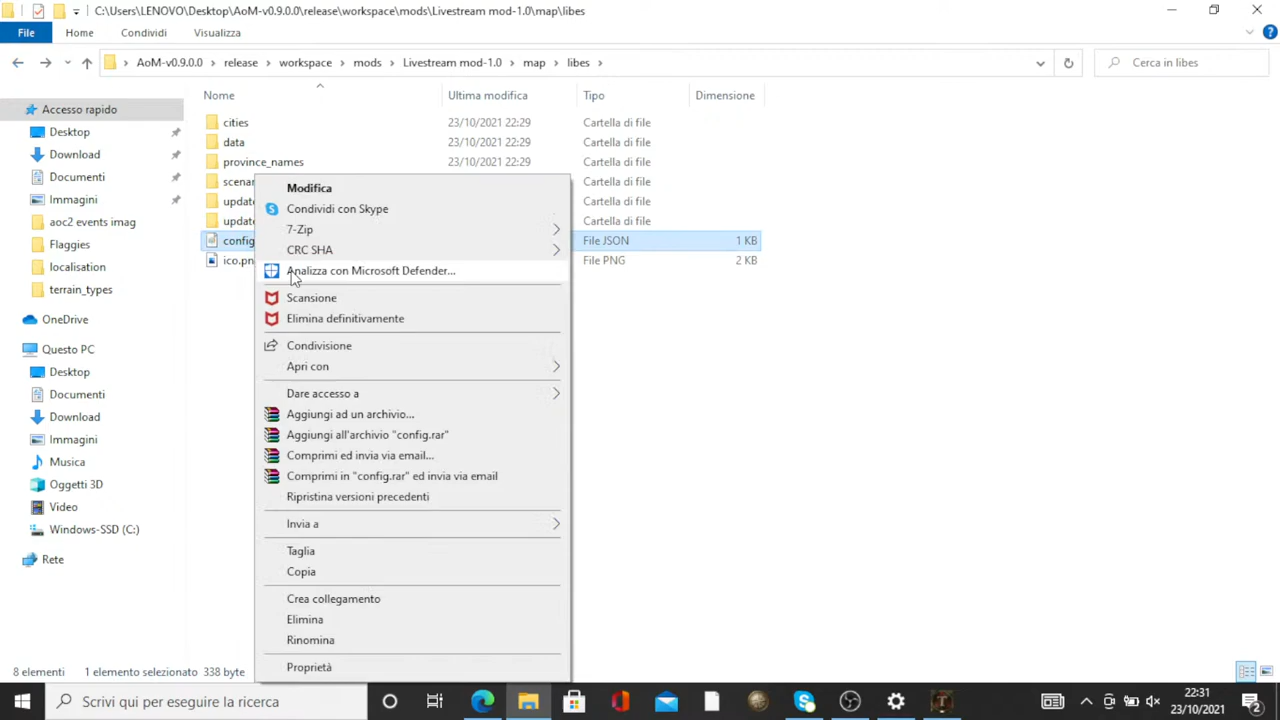 C:\Users\LENOVO\Desktop\AoM-v0.9.0\release\workspace\mods\Livestream mod-1.0\map\libes
File Home Condividi Visualizza
AoM-v0.9.0 release workspace mods Livestream mod-1.0 map libes Cerca in libes
Nome Ultima modifica Tipo Dimensione
Accesso rapido
Desktop
Download
Documenti
Immagini
aoc2 events imag
Flaggies
localisation
terrain_types
OneDrive
Questo PC
Desktop
Documenti
Download
Immagini
Musica
Oggetti 3D
Video
Windows-SSD (C:)
Rete
cities 23/10/2021 22:29 Cartella di file
data 23/10/2021 22:29 Cartella di file
province_names 23/10/2021 22:29 Cartella di file
scenar Cartella di file
update Cartella di file
update Cartella di file
config File JSON 1 KB
ico.pn File PNG 2 KB
Modifica
Condividi con Skype
7-Zip
CRC SHA
Analizza con Microsoft Defender...
Scansione
Elimina definitivamente
Condivisione
Apri con
Dare accesso a
Aggiungi ad un archivio...
Aggiungi all'archivio "config.rar"
Comprimi ed invia via email...
Comprimi in "config.rar" ed invia via email
Ripristina versioni precedenti
Invia a
Taglia
Copia
Crea collegamento
Elimina
Rinomina
Proprietà
8 elementi 1 elemento selezionato 338 byte
Scrivi qui per eseguire la ricerca
22:31
23/10/2021
2